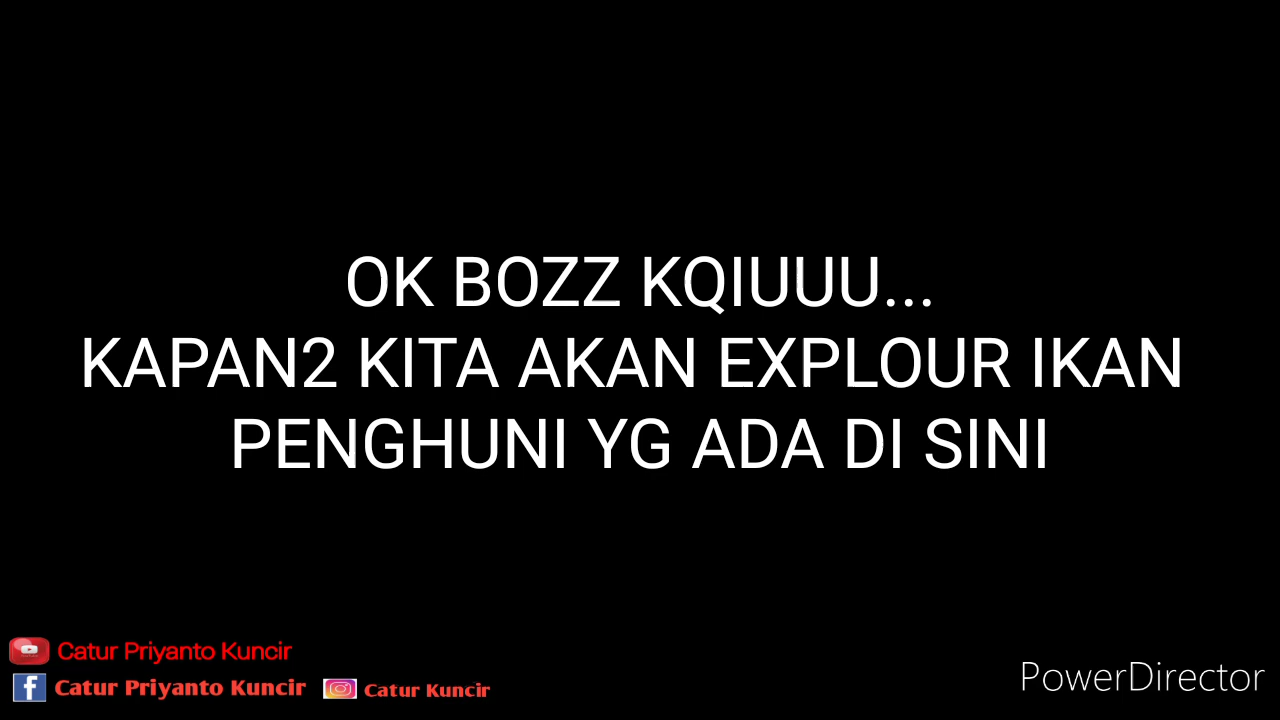 OK BOZZ KQIUUU...
KAPAN2 KITA AKAN EXPLOUR IKAN
PENGHUNI YG ADA DI SINI
Catur Priyanto Kuncir
Catur Priyanto Kuncir
Catur Kuncir
PowerDirector